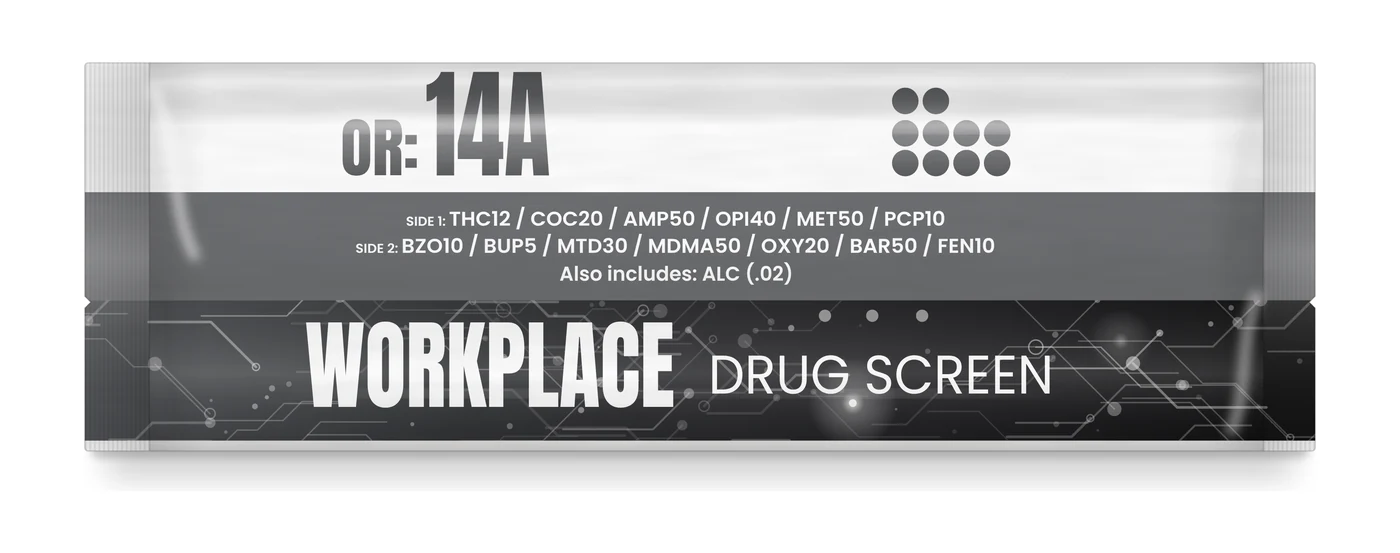 OR: 14A
SIDE 1: THC12 / COC20 / AMP50 / OPI40 / MET50 / PCP10
SIDE 2: BZO10 / BUP5 / MTD30 / MDMA50 / OXY20 / BAR50 / FEN10
Also includes: ALC (.02)
WORKPLACE DRUG SCREEN